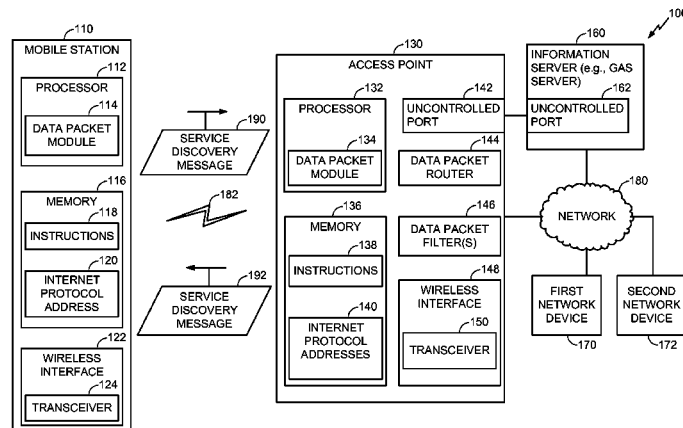 100
110
MOBILE STATION
112
PROCESSOR
114
DATA PACKET
MODULE
116
MEMORY
118
INSTRUCTIONS
120
INTERNET
PROTOCOL
ADDRESS
122
WIRELESS
INTERFACE
124
TRANSCEIVER
190
SERVICE
DISCOVERY
MESSAGE
182
192
SERVICE
DISCOVERY
MESSAGE
130
ACCESS POINT
132
PROCESSOR
134
DATA PACKET
MODULE
136
MEMORY
138
INSTRUCTIONS
140
INTERNET
PROTOCOL
ADDRESSES
142
UNCONTROLLED
PORT
144
DATA PACKET
ROUTER
146
DATA PACKET
FILTER(S)
148
WIRELESS
INTERFACE
150
TRANSCEIVER
160
INFORMATION
SERVER (e.g., GAS
SERVER)
162
UNCONTROLLED
PORT
180
NETWORK
FIRST
NETWORK
DEVICE
170
SECOND
NETWORK
DEVICE
172